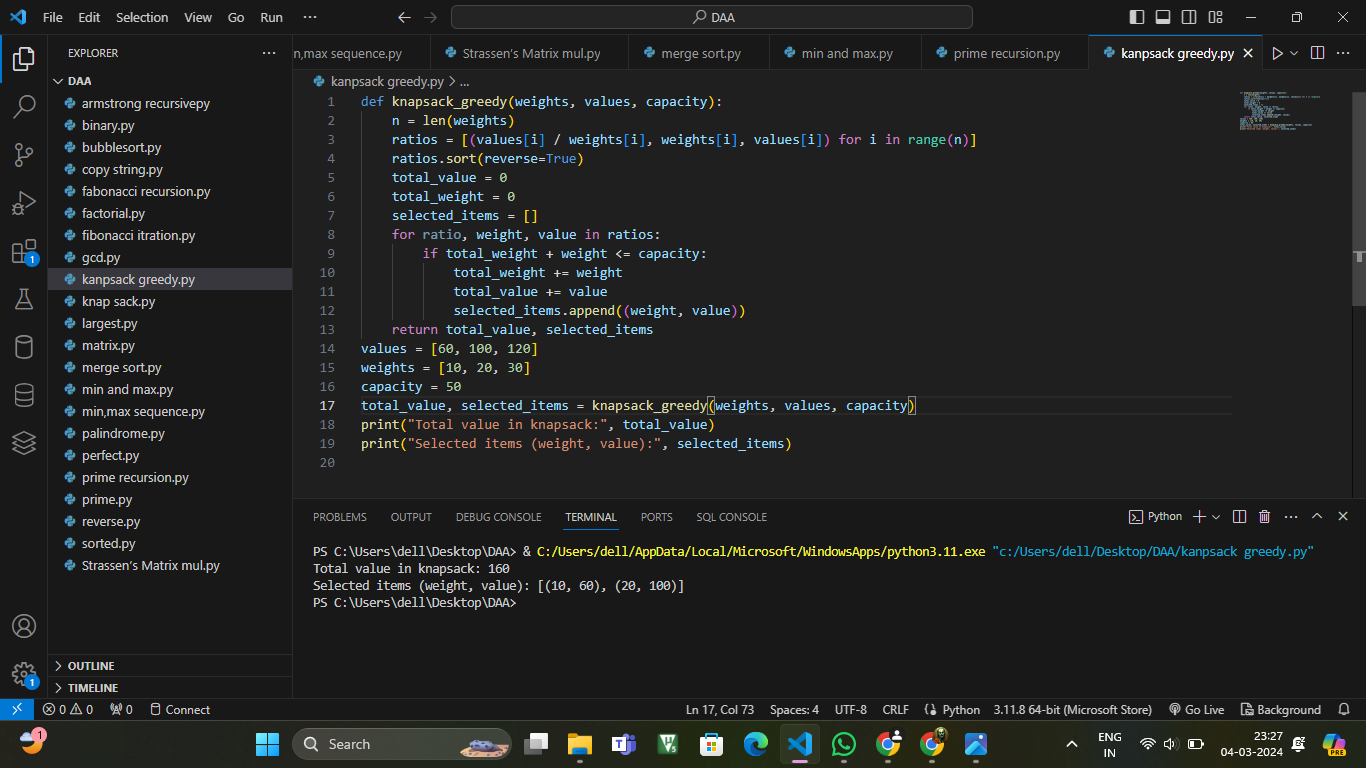 File Edit Selection View Go Run ··· DAA
EXPLORER ···
DAA
armstrong recursivepy
binary.py
bubblesort.py
copy string.py
fabonacci recursion.py
factorial.py
fibonacci itration.py
gcd.py
kanpsack greedy.py
knap sack.py
largest.py
matrix.py
merge sort.py
min and max.py
min,max sequence.py
palindrome.py
perfect.py
prime recursion.py
prime.py
reverse.py
sorted.py
Strassen's Matrix mul.py
OUTLINE
TIMELINE
n,max sequence.py Strassen's Matrix mul.py merge sort.py min and max.py prime recursion.py kanpsack greedy.py
kanpsack greedy.py > ...
1 def knapsack_greedy(weights, values, capacity):
2 n = len(weights)
3 ratios = [(values[i] / weights[i], weights[i], values[i]) for i in range(n)]
4 ratios.sort(reverse=True)
5 total_value = 0
6 total_weight = 0
7 selected_items = []
8 for ratio, weight, value in ratios:
9 if total_weight + weight <= capacity:
10 total_weight += weight
11 total_value += value
12 selected_items.append((weight, value))
13 return total_value, selected_items
14 values = [60, 100, 120]
15 weights = [10, 20, 30]
16 capacity = 50
17 total_value, selected_items = knapsack_greedy(weights, values, capacity)
18 print("Total value in knapsack:", total_value)
19 print("Selected items (weight, value):", selected_items)
20
PROBLEMS OUTPUT DEBUG CONSOLE TERMINAL PORTS SQL CONSOLE Python
PS C:\Users\dell\Desktop\DAA> & C:/Users/dell/AppData/Local/Microsoft/WindowsApps/python3.11.exe "c:/Users/dell/Desktop/DAA/kanpsack greedy.py"
Total value in knapsack: 160
Selected items (weight, value): [(10, 60), (20, 100)]
PS C:\Users\dell\Desktop\DAA>
0 0 0 Connect Ln 17, Col 73 Spaces: 4 UTF-8 CRLF Python 3.11.8 64-bit (Microsoft Store) Go Live Background
1 Search ENG 23:27
IN 04-03-2024